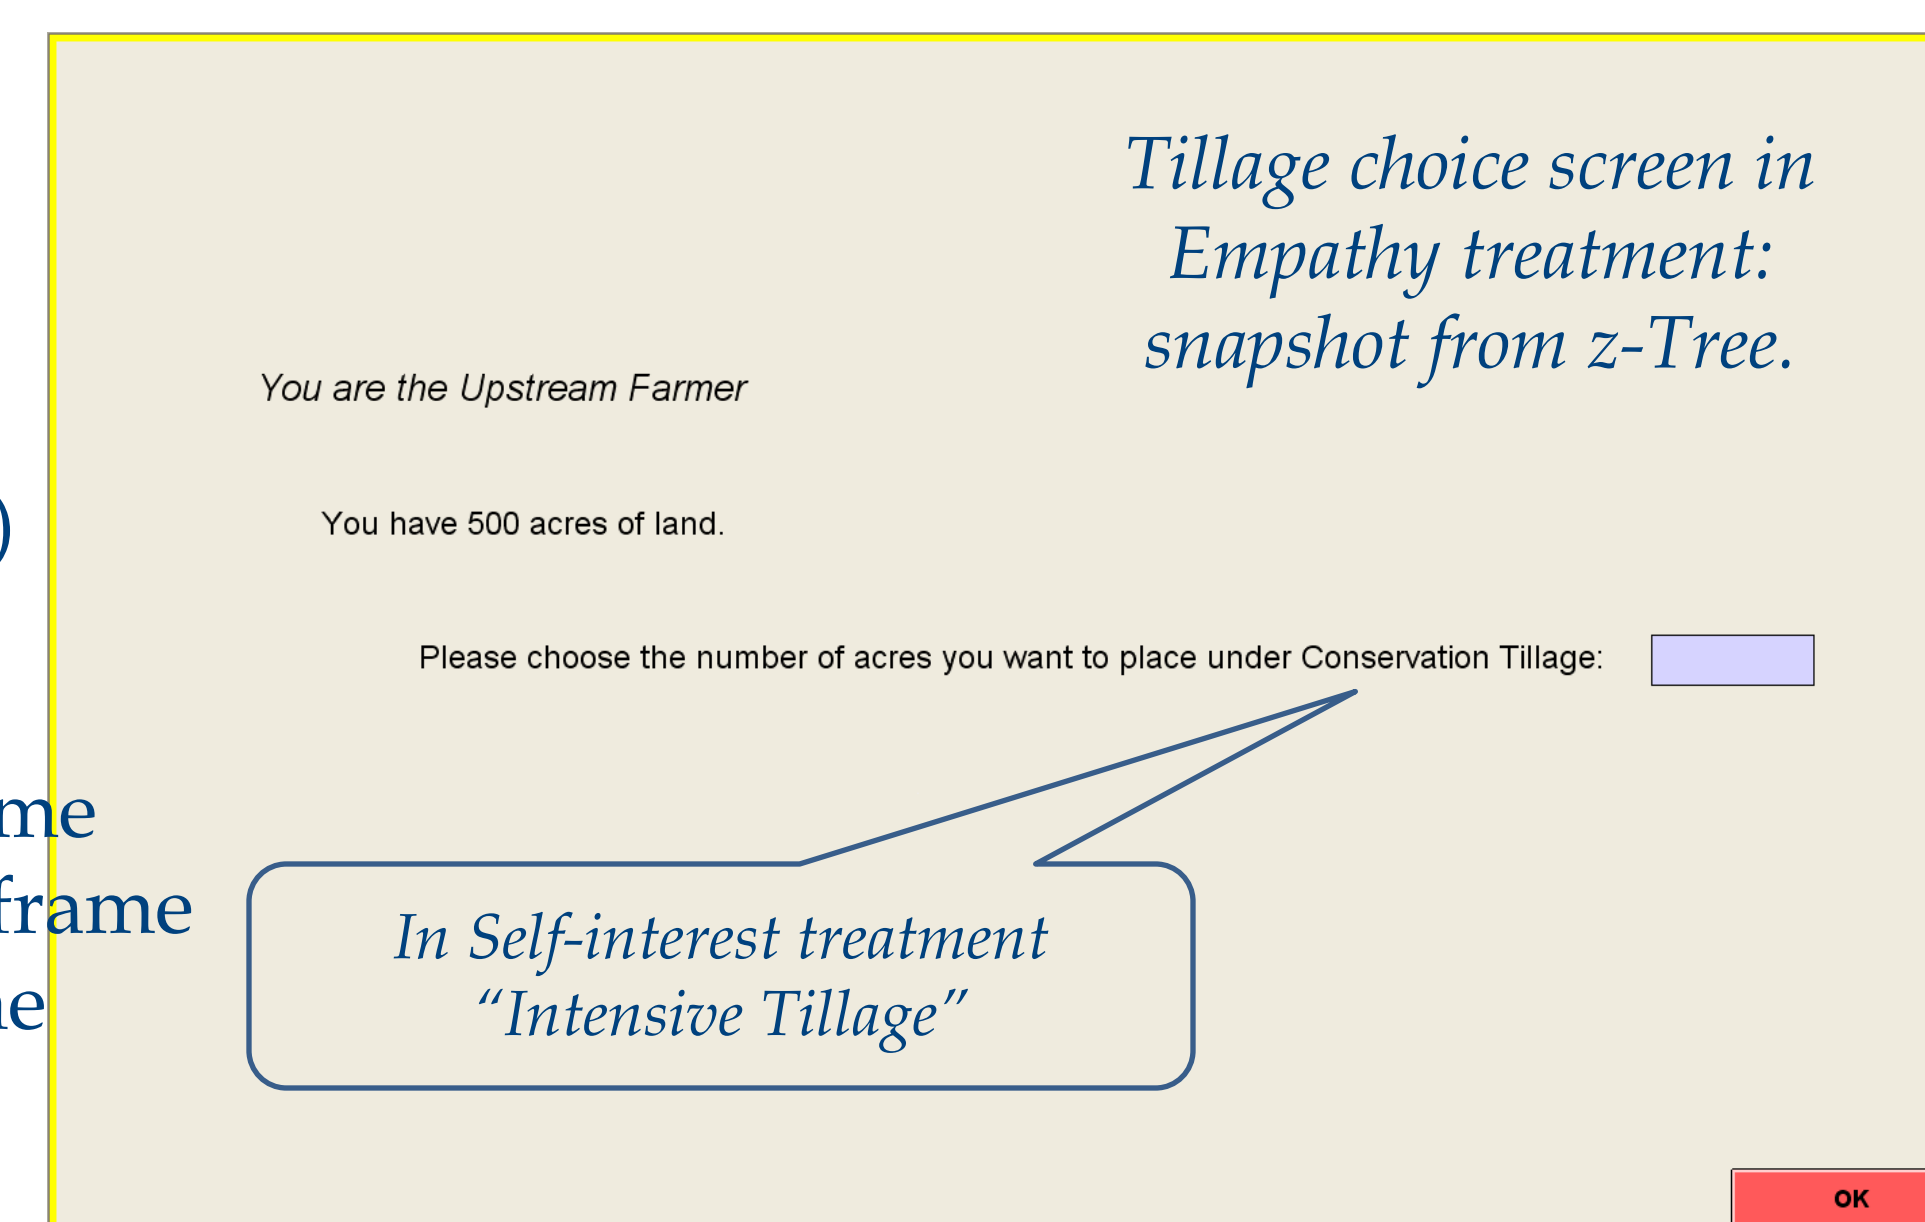 Tillage choice screen in
Empathy treatment:
snapshot from z-Tree.
You are the Upstream Farmer
)
You have 500 acres of land.
Please choose the number of acres you want to place under Conservation Tillage:
me
frame
In Self-interest treatment
“Intensive Tillage”
OK